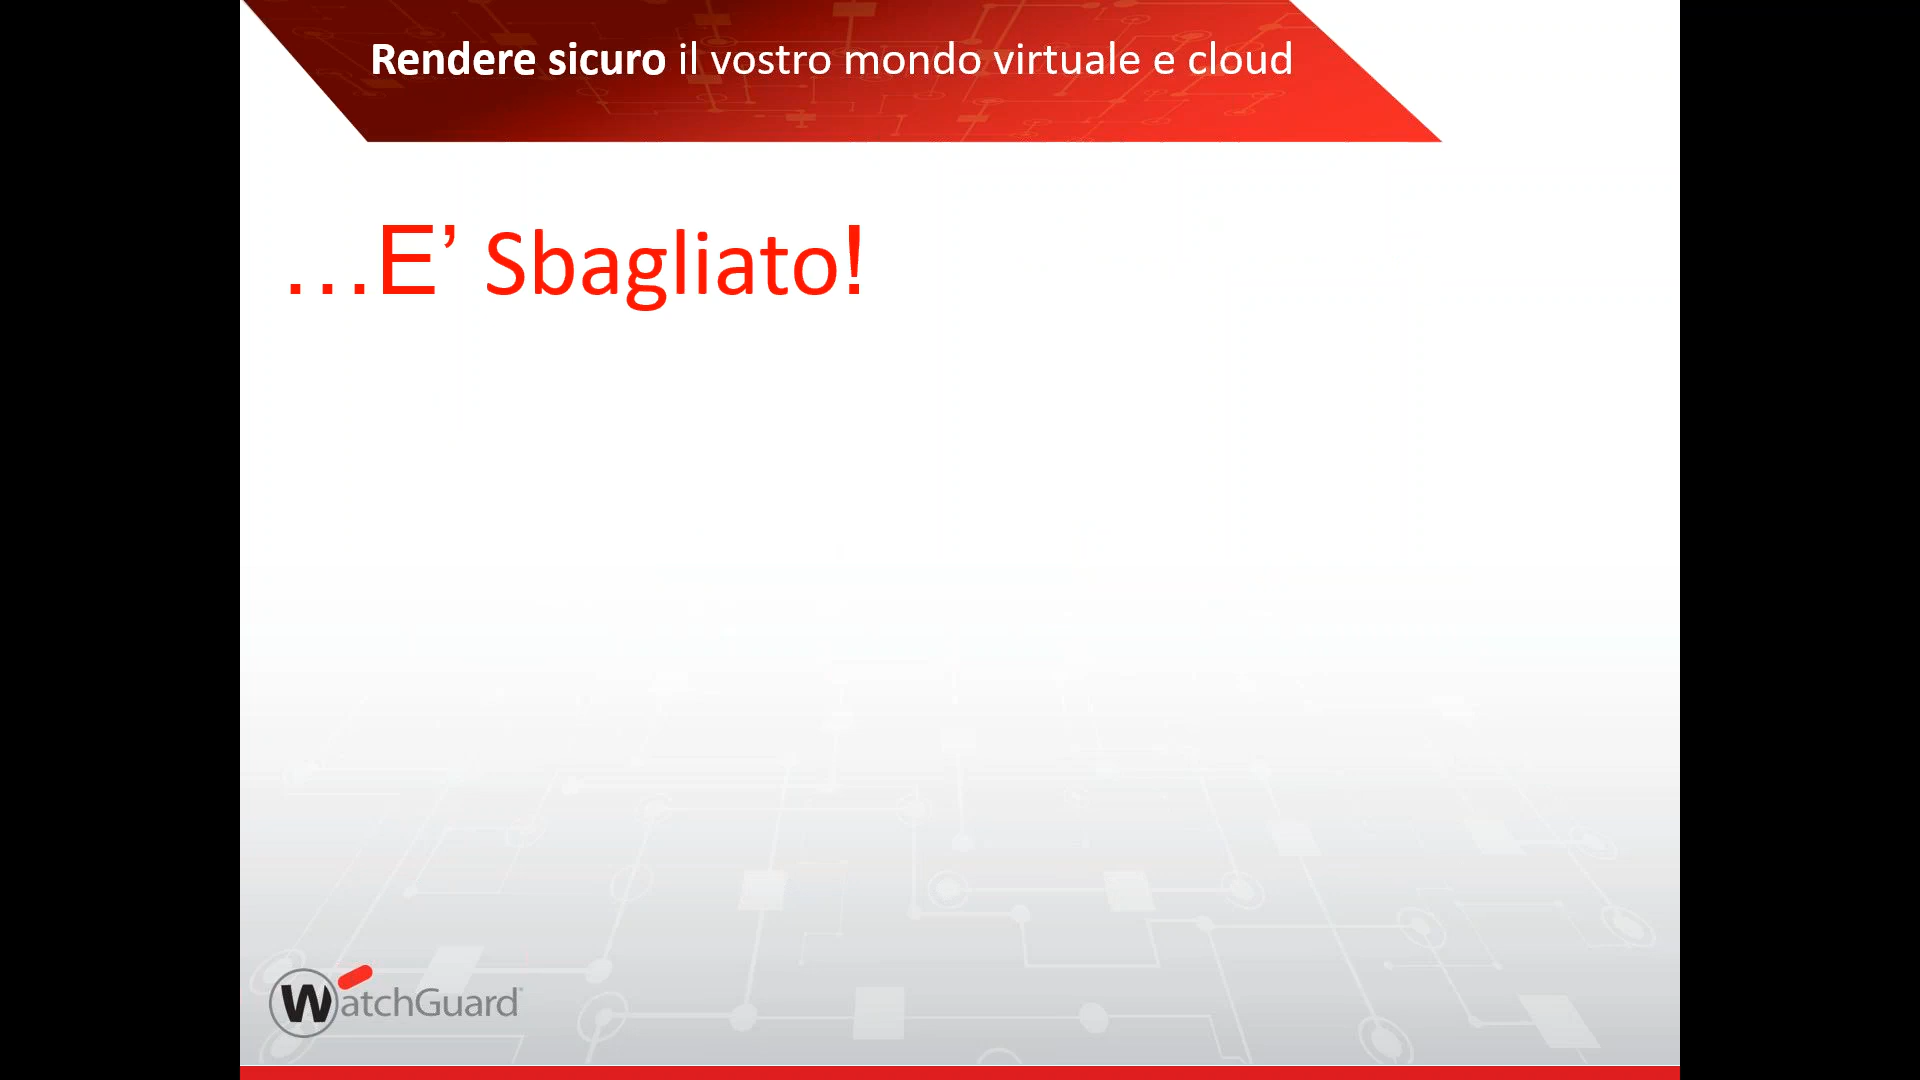 Rendere sicuro il vostro mondo virtuale e cloud
…E’ Sbagliato!
WatchGuard